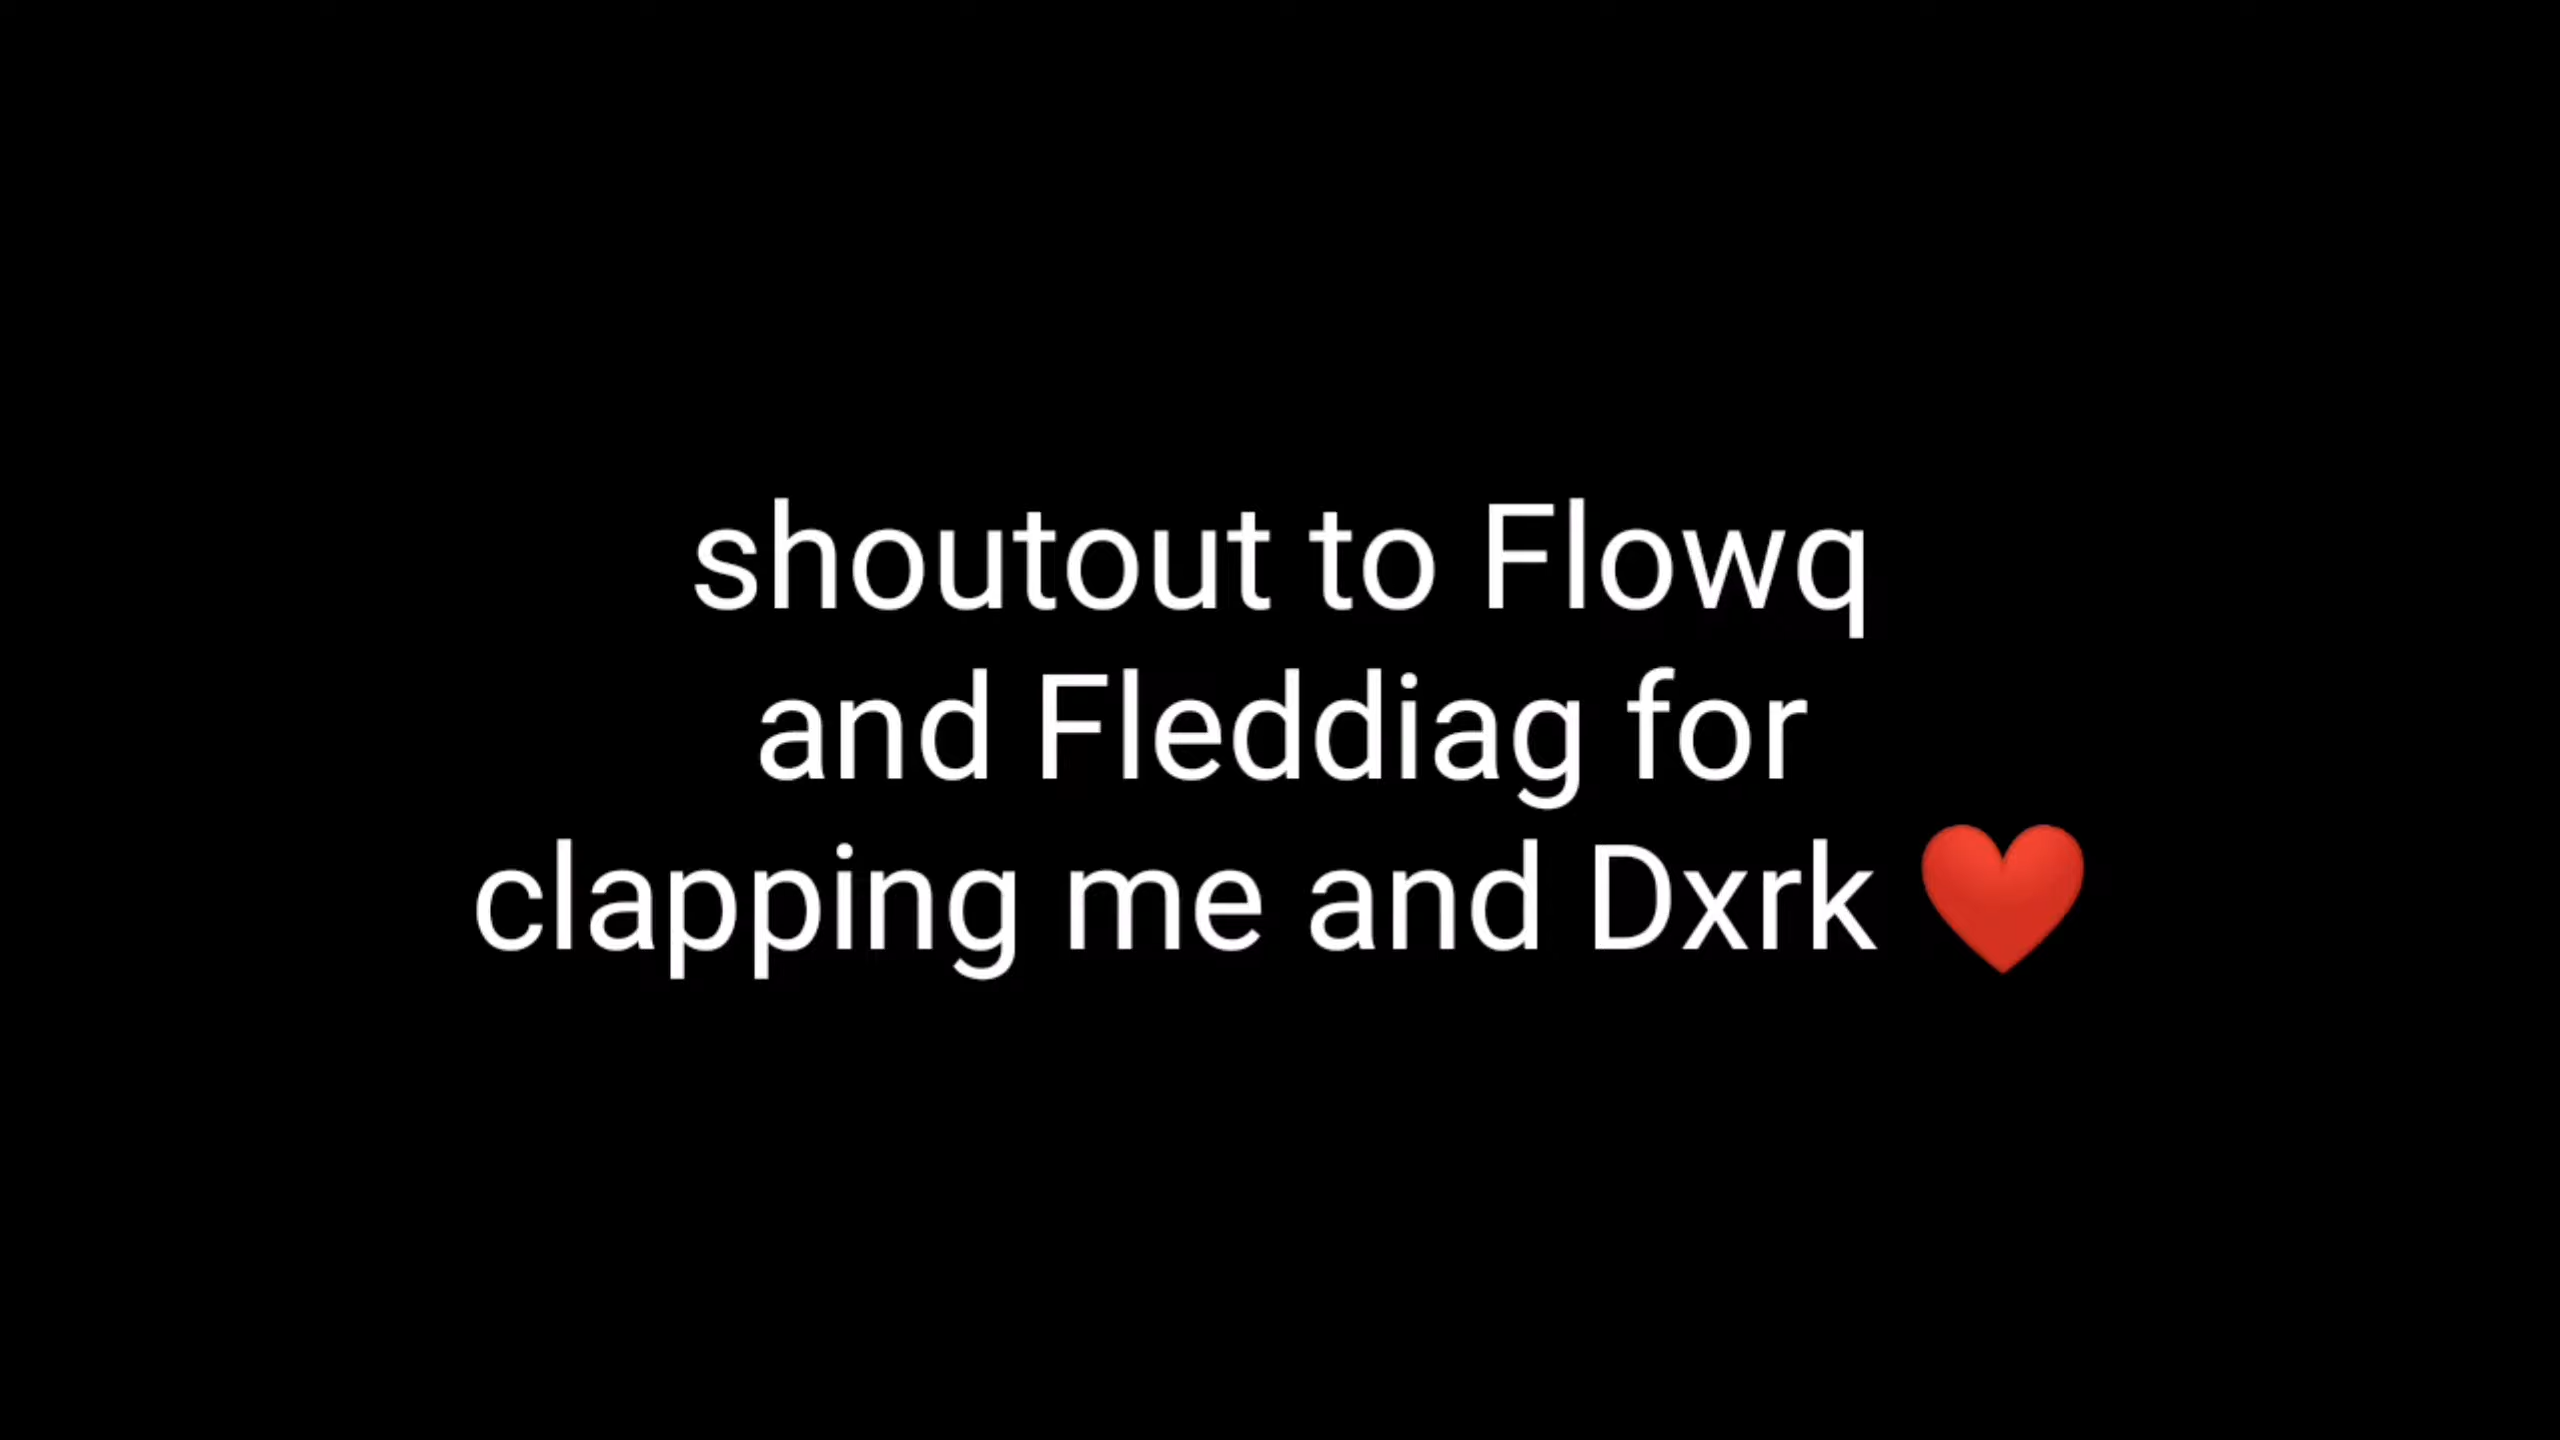 shoutout to Flowq
and Fleddiag for
clapping me and Dxrk ❤️